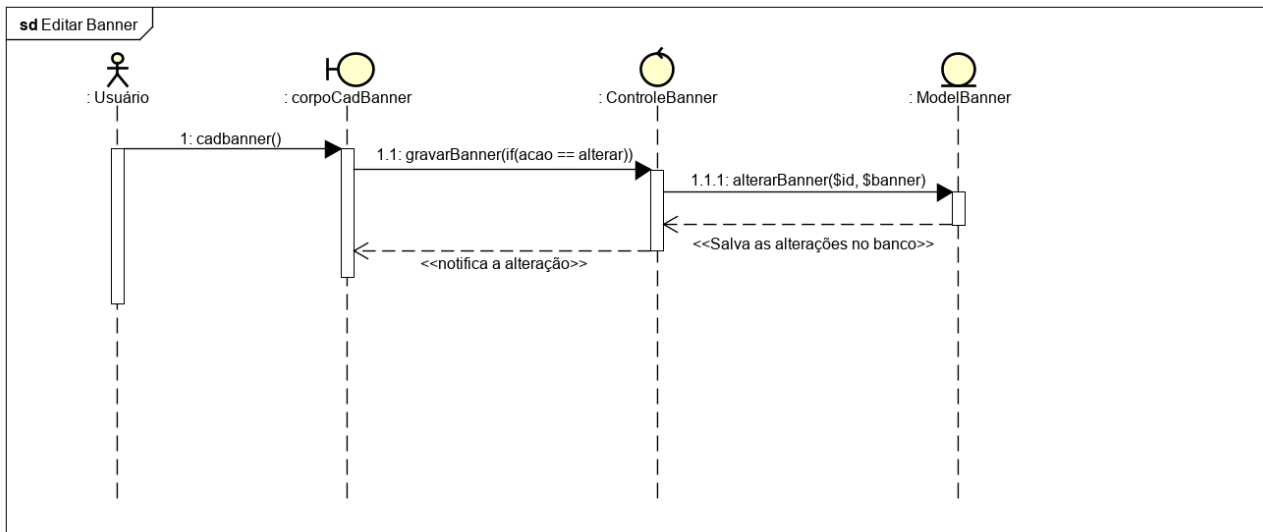 sd Editar Banner
: Usuário
: corpoCadBanner
: ControleBanner
: ModelBanner
1: cadbanner()
1.1: gravarBanner(if(acao == alterar))
1.1.1: alterarBanner($id, $banner)
<<Salva as alterações no banco>>
<<notifica a alteração>>